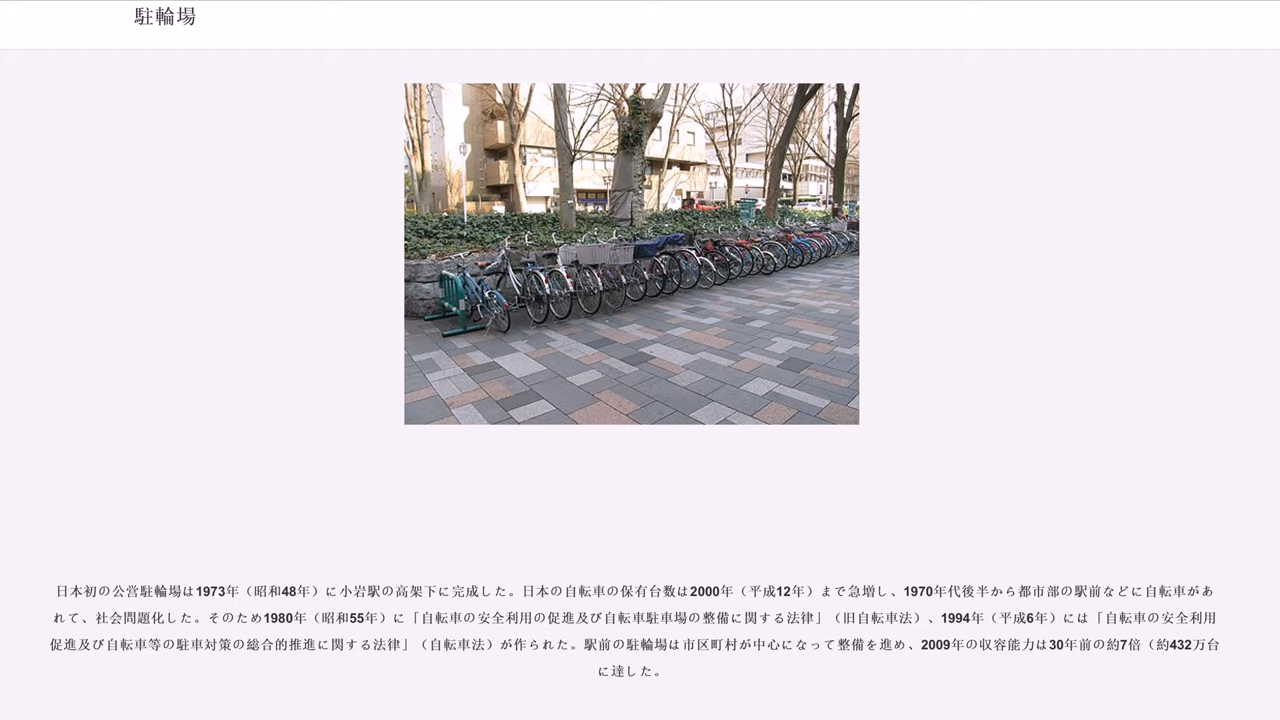 駐輪場
日本初の公営駐輪場は1973年（昭和48年）に小岩駅の高架下に完成した。日本の自転車の保有台数は2000年（平成12年）まで急増し、1970年代後半から都市部の駅前などに自転車があ
れて、社会問題化した。そのため1980年（昭和55年）に「自転車の安全利用の促進及び自転車駐車場の整備に関する法律」（旧自転車法）、1994年（平成6年）には「自転車の安全利用
促進及び自転車等の駐車対策の総合的推進に関する法律」（自転車法）が作られた。駅前の駐輪場は市区町村が中心になって整備を進め、2009年の収容能力は30年前の約7倍（約432万台
に達した。